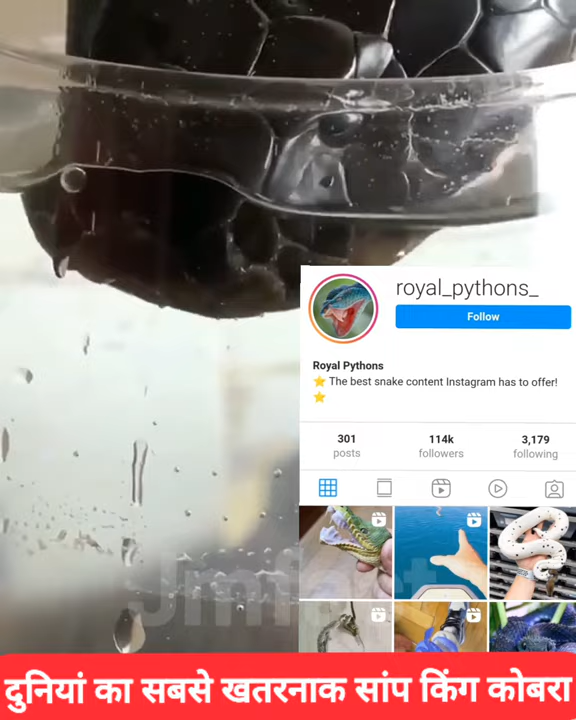 royal_pythons_
Follow
Royal Pythons
⭐ The best snake content Instagram has to offer!
⭐
301 114k 3,179
posts followers following
दुनियां का सबसे खतरनाक सांप किंग कोबरा